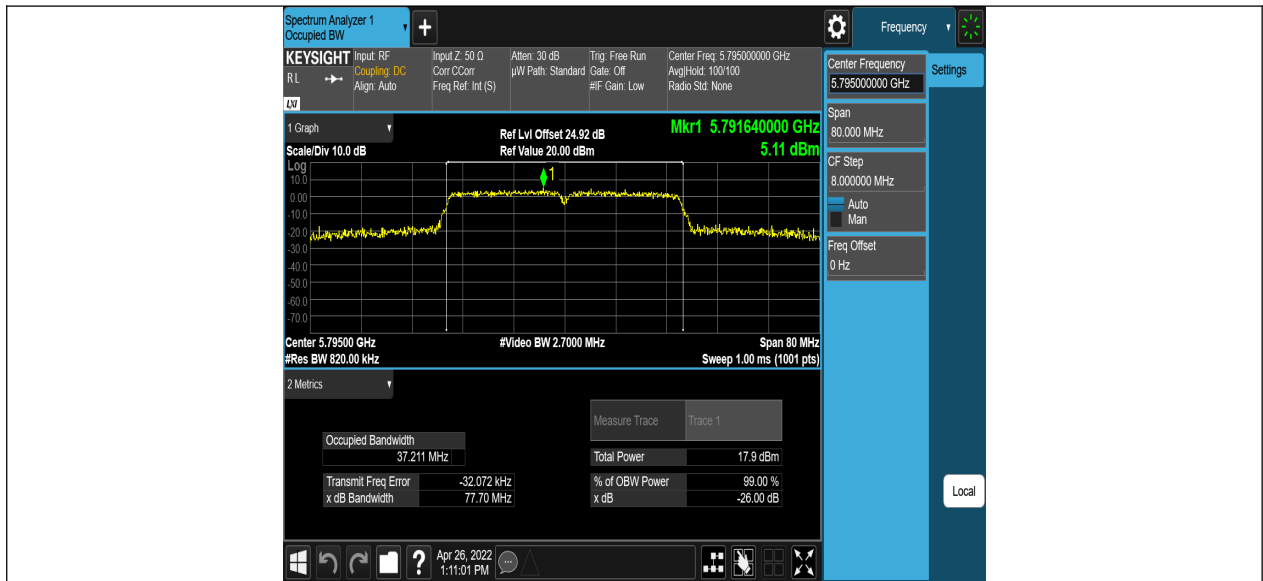 Spectrum Analyzer 1
Occupied BW
+
Frequency
KEYSIGHT
RL
LXI
Input: RF
Coupling: DC
Align: Auto
Input Z: 50 Ω
Corr CCorr
Freq Ref: Int (S)
Atten: 30 dB
µW Path: Standard
Trig: Free Run
Gate: Off
#IF Gain: Low
Center Freq: 5.795000000 GHz
Avg|Hold: 100/100
Radio Std: None
Center Frequency
5.795000000 GHz
Settings
Span
80.000 MHz
CF Step
8.000000 MHz
Auto
Man
Freq Offset
0 Hz
Local
1 Graph
Scale/Div 10.0 dB
Ref Lvl Offset 24.92 dB
Ref Value 20.00 dBm
Mkr1 5.791640000 GHz
5.11 dBm
Log
10.0
0.00
-10.0
-20.0
-30.0
-40.0
-50.0
-60.0
-70.0
1
Center 5.79500 GHz
#Video BW 2.7000 MHz
Span 80 MHz
#Res BW 820.00 kHz
Sweep 1.00 ms (1001 pts)
2 Metrics
Measure Trace
Trace 1
Occupied Bandwidth
37.211 MHz
Total Power
17.9 dBm
Transmit Freq Error
-32.072 kHz
% of OBW Power
99.00 %
x dB Bandwidth
77.70 MHz
x dB
-26.00 dB
?
Apr 26, 2022
1:11:01 PM